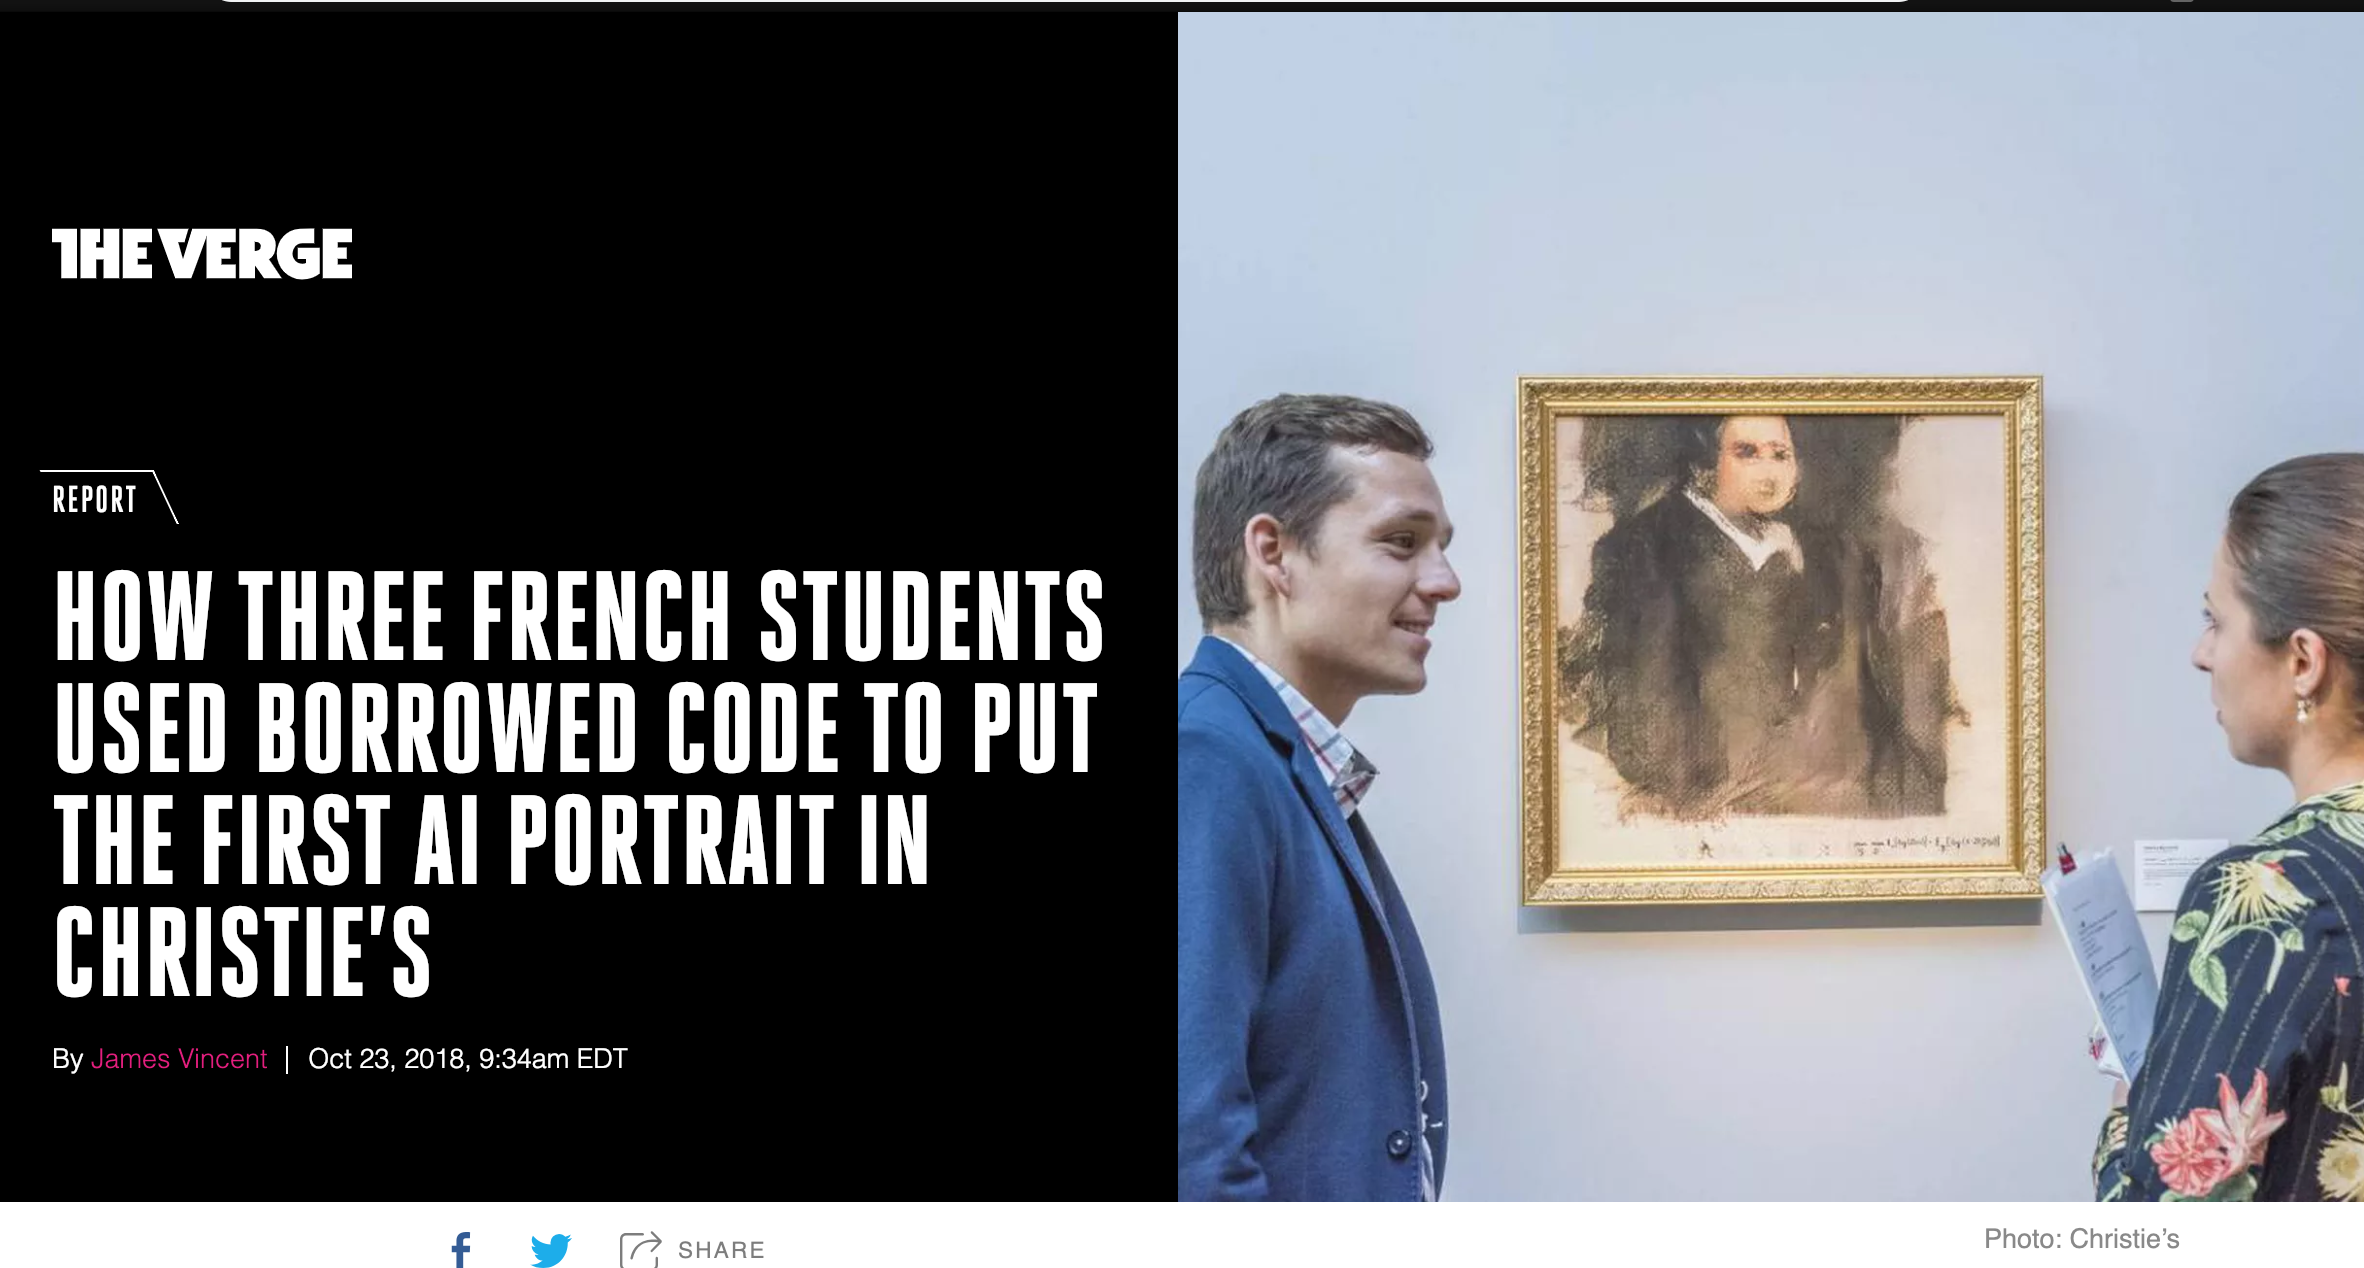 THE VERGE
REPORT
HOW THREE FRENCH STUDENTS
USED BORROWED CODE TO PUT
THE FIRST AI PORTRAIT IN
CHRISTIE'S
By James Vincent | Oct 23, 2018, 9:34am EDT
SHARE
Photo: Christie's